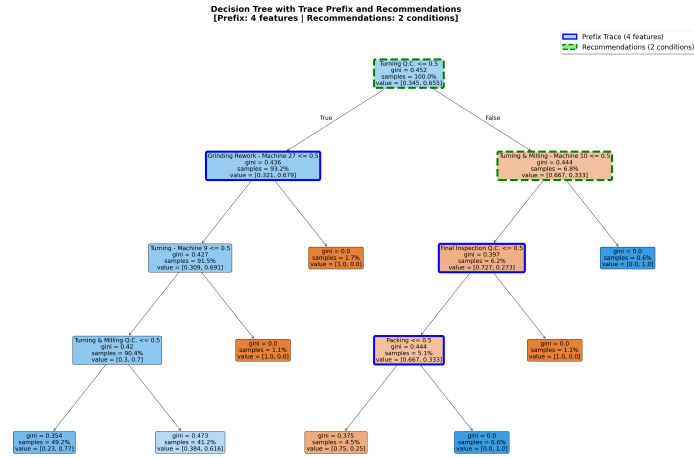 Decision Tree with Trace Prefix and Recommendations
[Prefix: 4 features | Recommendations: 2 conditions]
Prefix Trace (4 features)
Recommendations (2 conditions)
Turning Q.C. <= 0.5
gini = 0.452
samples = 100.0%
value = [0.345, 0.655]
True
False
Grinding Rework - Machine 27 <= 0.5
gini = 0.436
samples = 93.2%
value = [0.321, 0.679]
Turning & Milling - Machine 10 <= 0.5
gini = 0.444
samples = 6.8%
value = [0.667, 0.333]
Turning - Machine 9 <= 0.5
gini = 0.427
samples = 91.5%
value = [0.309, 0.691]
gini = 0.0
samples = 1.7%
value = [1.0, 0.0]
Final Inspection Q.C. <= 0.5
gini = 0.397
samples = 6.2%
value = [0.727, 0.273]
gini = 0.0
samples = 0.6%
value = [0.0, 1.0]
Turning & Milling Q.C. <= 0.5
gini = 0.42
samples = 90.4%
value = [0.3, 0.7]
gini = 0.0
samples = 1.1%
value = [1.0, 0.0]
Packing <= 0.5
gini = 0.444
samples = 5.1%
value = [0.667, 0.333]
gini = 0.0
samples = 1.1%
value = [1.0, 0.0]
gini = 0.354
samples = 49.2%
value = [0.23, 0.77]
gini = 0.473
samples = 41.2%
value = [0.384, 0.616]
gini = 0.375
samples = 4.5%
value = [0.75, 0.25]
gini = 0.0
samples = 0.6%
value = [0.0, 1.0]